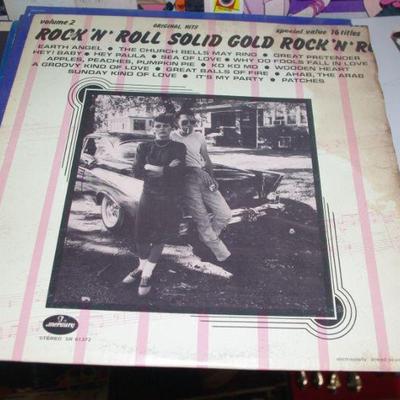 volume 2 ORIGINAL HITS special value 16 titles
ROCK 'N' ROLL SOLID GOLD ROCK 'N' R
EARTH ANGEL • THE CHURCH BELLS MAY RING • GREAT PRETENDER
HEY! BABY • HEY PAULA • SEA OF LOVE • WHY DO FOOLS FALL IN LOVE
APPLES, PEACHES, PUMPKIN PIE • KO KO MO • WOODEN HEART
A GROOVY KIND OF LOVE • GREAT BALLS OF FIRE • AHAB, THE ARAB
SUNDAY KIND OF LOVE • IT'S MY PARTY • PATCHES
mercury
STEREO SR 61372
electronically